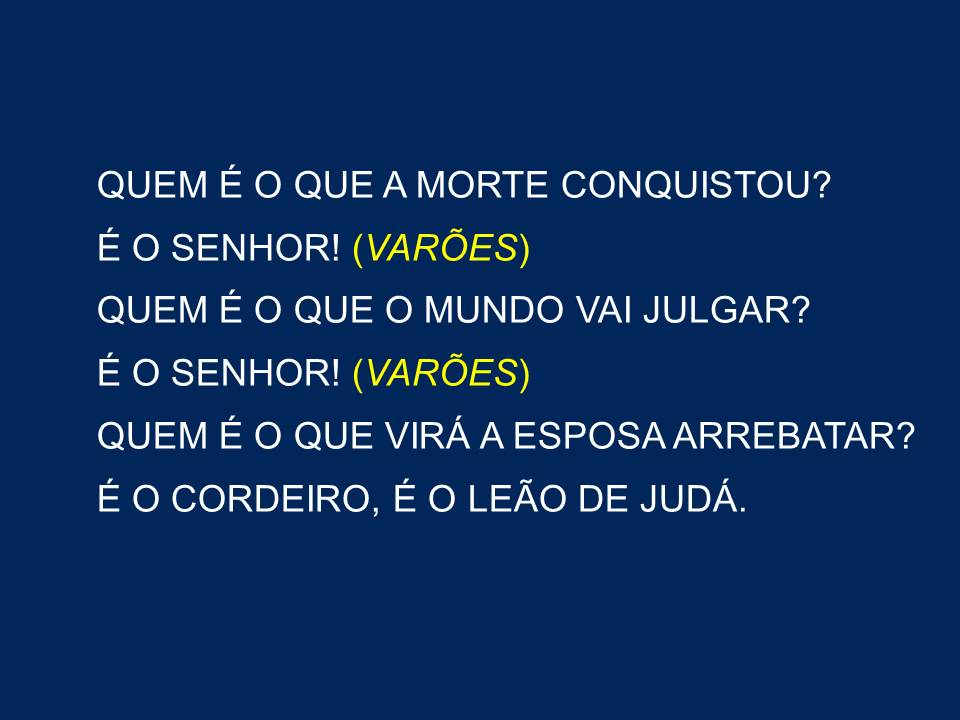 QUEM É O QUE A MORTE CONQUISTOU?
É O SENHOR! (VARÕES)
QUEM É O QUE O MUNDO VAI JULGAR?
É O SENHOR! (VARÕES)
QUEM É O QUE VIRÁ A ESPOSA ARREBATAR?
É O CORDEIRO, É O LEÃO DE JUDÁ.